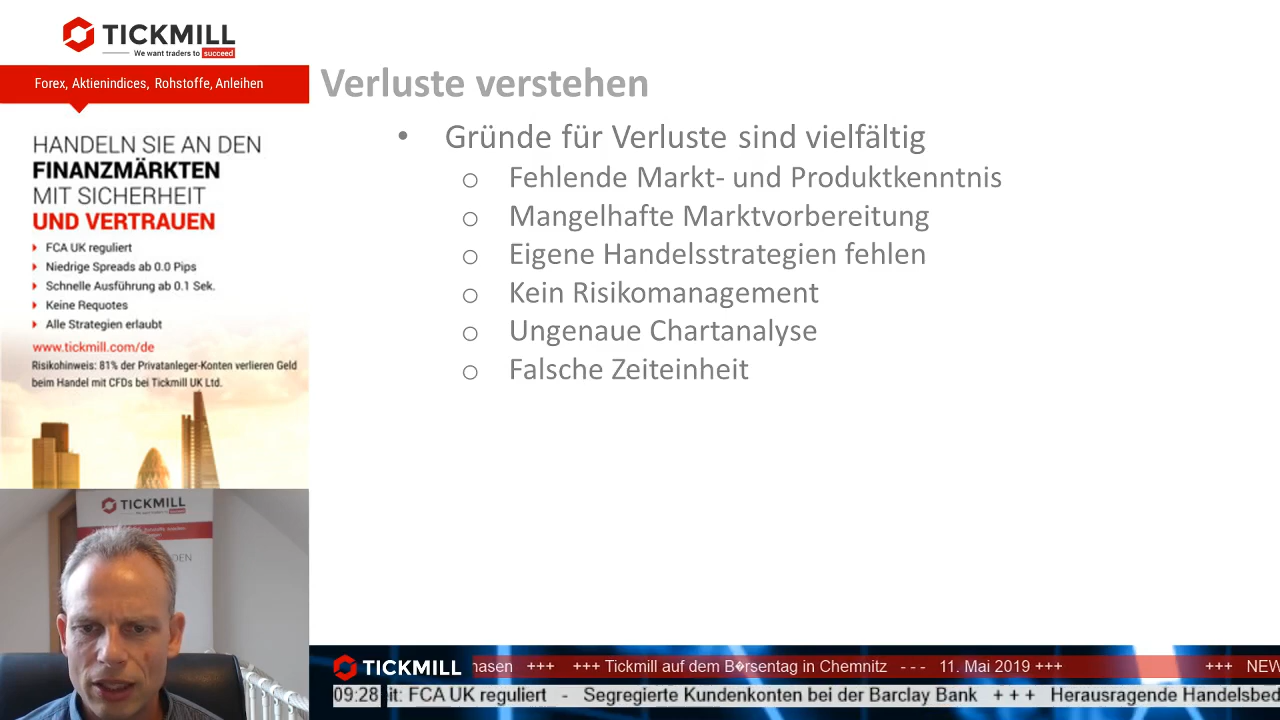 TICKMILL
We want traders to succeed
Forex, Aktienindices, Rohstoffe, Anleihen
HANDELN SIE AN DEN
FINANZMÄRKTEN
MIT SICHERHEIT
UND VERTRAUEN
FCA UK reguliert
Niedrige Spreads ab 0.0 Pips
Schnelle Ausführung ab 0.1 Sek.
Keine Requotes
Alle Strategien erlaubt
www.tickmill.com/de
Risikohinweis: 81% der Privatanleger-Konten verlieren Geld
beim Handel mit CFDs bei Tickmill UK Ltd.
TICKMILL
Verluste verstehen
• Gründe für Verluste sind vielfältig
o Fehlende Markt- und Produktkenntnis
o Mangelhafte Marktvorbereitung
o Eigene Handelsstrategien fehlen
o Kein Risikomanagement
o Ungenaue Chartanalyse
o Falsche Zeiteinheit
TICKMILL hasen +++ +++ Tickmill auf dem B�rsentag in Chemnitz - - - 11. Mai 2019 +++ +++ NEW
09:28 it: FCA UK reguliert - Segregierte Kundenkonten bei der Barclay Bank + + + Herausragende Handelsbed